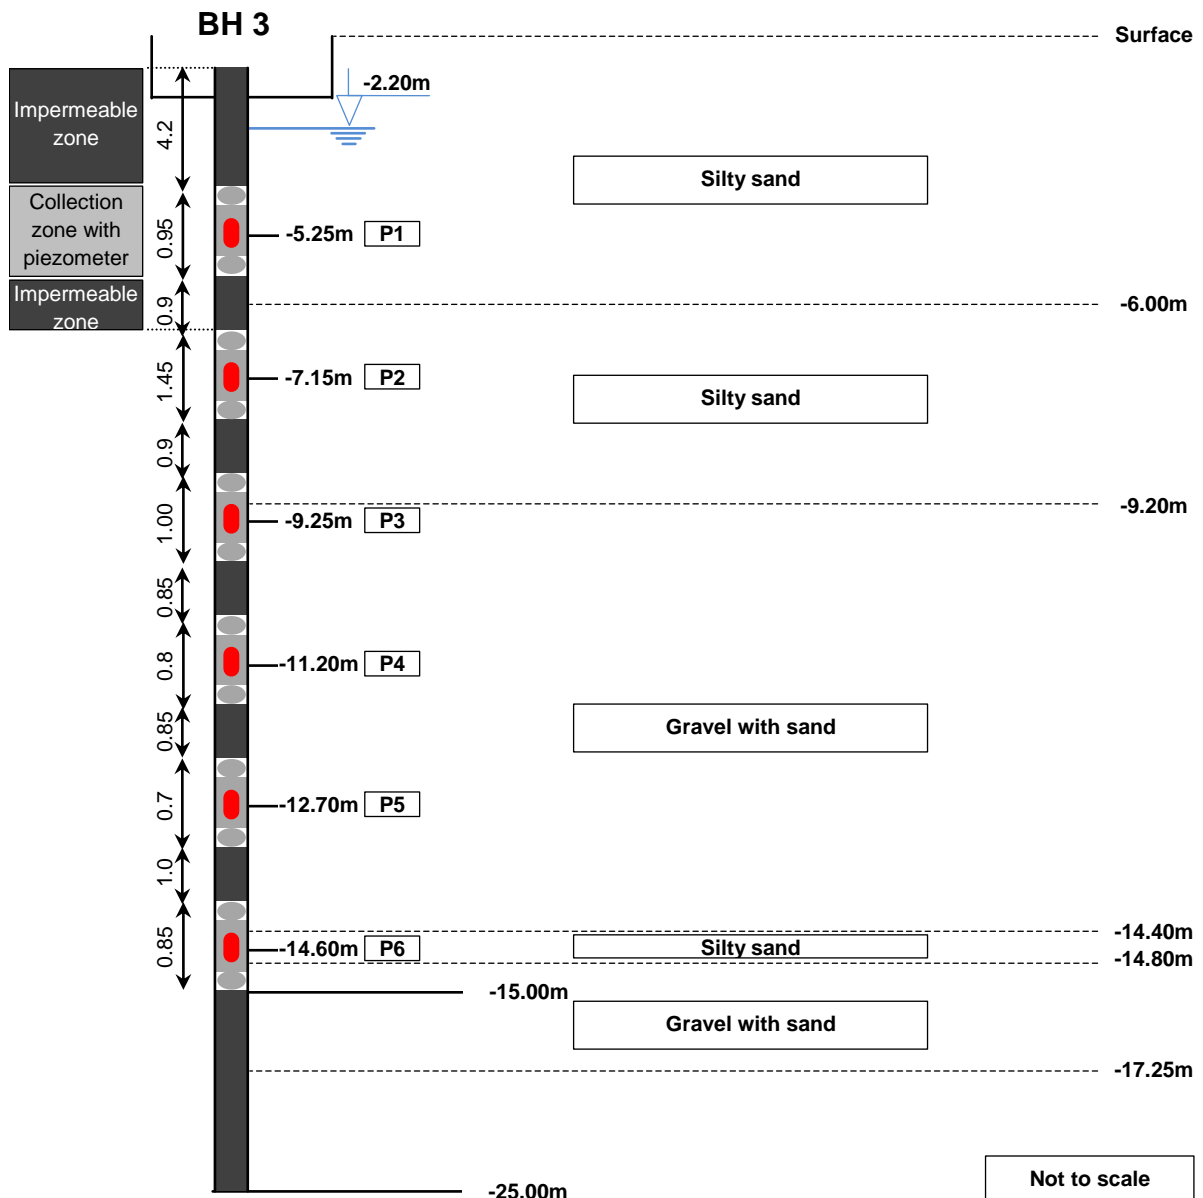 BH 3
Surface
-2.20m
Impermeable
zone
4.2
Silty sand
Collection
zone with
piezometer
0.95
-5.25m
P1
Impermeable
zone
0.9
-6.00m
1.45
-7.15m
P2
Silty sand
0.9
1.00
-9.20m
-9.25m
P3
0.85
0.8
-11.20m
P4
0.85
Gravel with sand
0.7
-12.70m
P5
1.0
0.85
-14.40m
-14.60m
P6
Silty sand
-14.80m
-15.00m
Gravel with sand
-17.25m
Not to scale
-25.00m